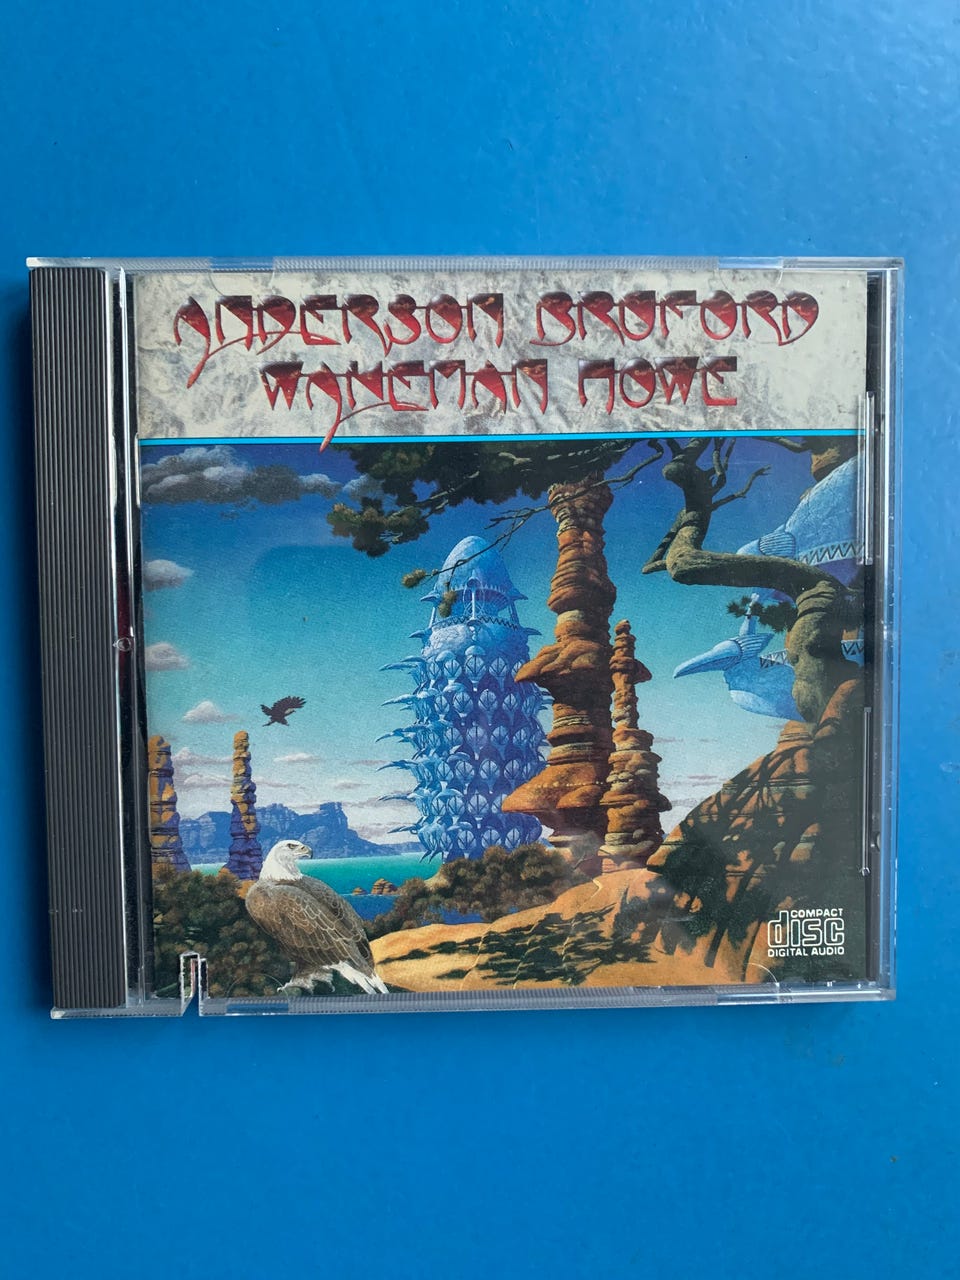 ANDERSON BRUFORD
WAKEMAN HOWE
COMPACT
disc
DIGITAL AUDIO